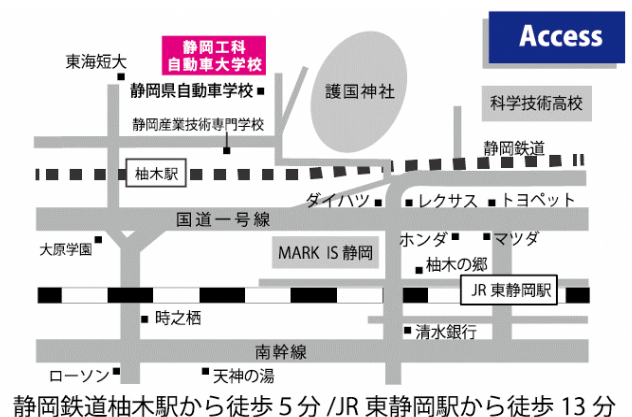 Access
静岡工科
自動車大学校
東海短大
静岡県自動車学校
護国神社
科学技術高校
静岡産業技術専門学校
静岡鉄道
柚木駅
ダイハツ
レクサス
トヨペット
国道一号線
大原学園
MARK IS 静岡
ホンダ
マツダ
柚木の郷
JR 東静岡駅
時之栖
清水銀行
南幹線
ローソン
天神の湯
静岡鉄道柚木駅から徒歩 5 分 /JR 東静岡駅から徒歩 13 分